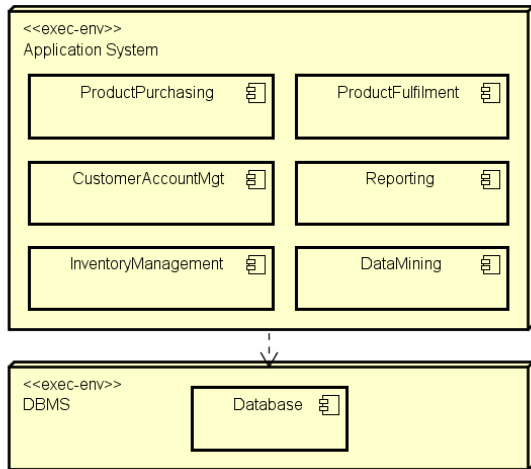 <<exec-env>>
Application System
ProductPurchasing
ProductFulfilment
CustomerAccountMgt
Reporting
InventoryManagement
DataMining
<<exec-env>>
DBMS
Database